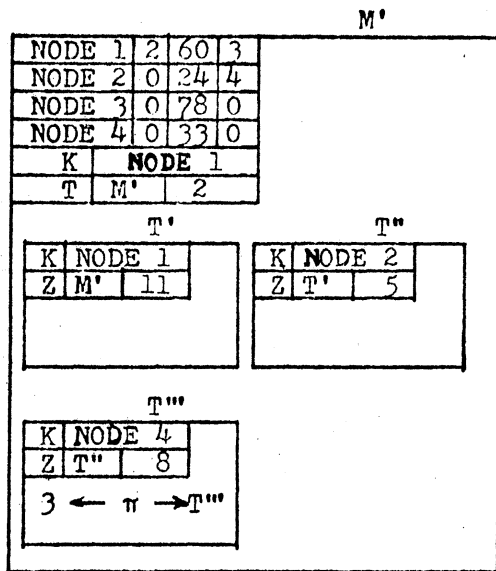 M'
NODE 1 2 60 3
NODE 2 0 24 4
NODE 3 0 78 0
NODE 4 0 33 0
K NODE 1
T M' 2
T' T"
K NODE 1 K NODE 2
Z M' 11 Z T' 5
T"'
K NODE 4
Z T" 8
3 ← π → T"'